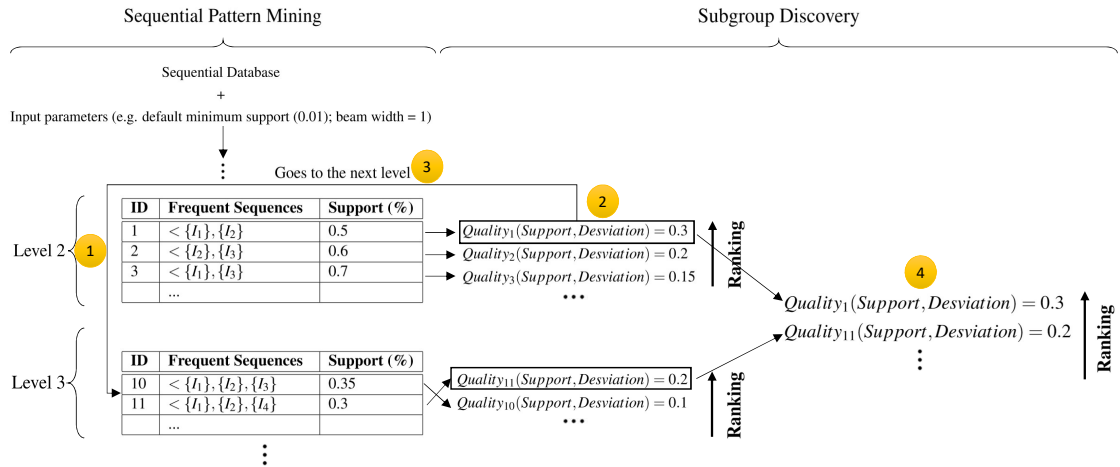 Sequential Pattern Mining
Subgroup Discovery
Sequential Database
+
Input parameters (e.g. default minimum support (0.01); beam width = 1)
⋮
Goes to the next level
3
2
Level 2
1
ID Frequent Sequences Support (%)
1 < {I₁},{I₂} 0.5
2 < {I₂},{I₃} 0.6
3 < {I₁},{I₃} 0.7
...
Quality₁(Support,Desviation) = 0.3
Quality₂(Support,Desviation) = 0.2
Quality₃(Support,Desviation) = 0.15
•••
Ranking
4
Quality₁(Support,Desviation) = 0.3
Quality₁₁(Support,Desviation) = 0.2
⋮
Ranking
Level 3
ID Frequent Sequences Support (%)
10 < {I₁},{I₂},{I₃} 0.35
11 < {I₁},{I₂},{I₄} 0.3
...
Quality₁₁(Support,Desviation) = 0.2
Quality₁₀(Support,Desviation) = 0.1
•••
Ranking
⋮